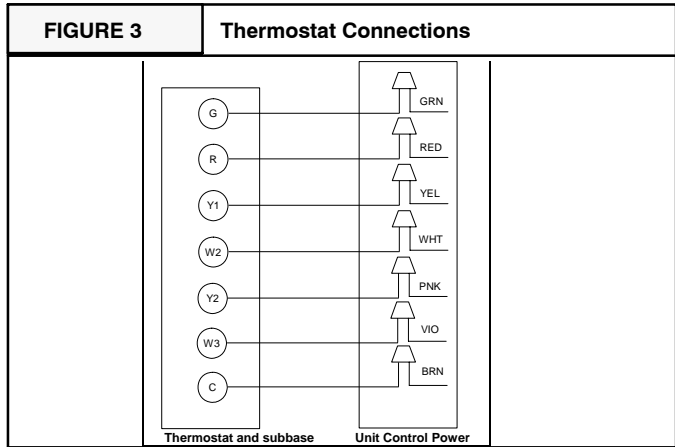 FIGURE 3 Thermostat Connections
G GRN
R RED
Y1 YEL
W2 WHT
Y2 PNK
W3 VIO
C BRN
Thermostat and subbase Unit Control Power